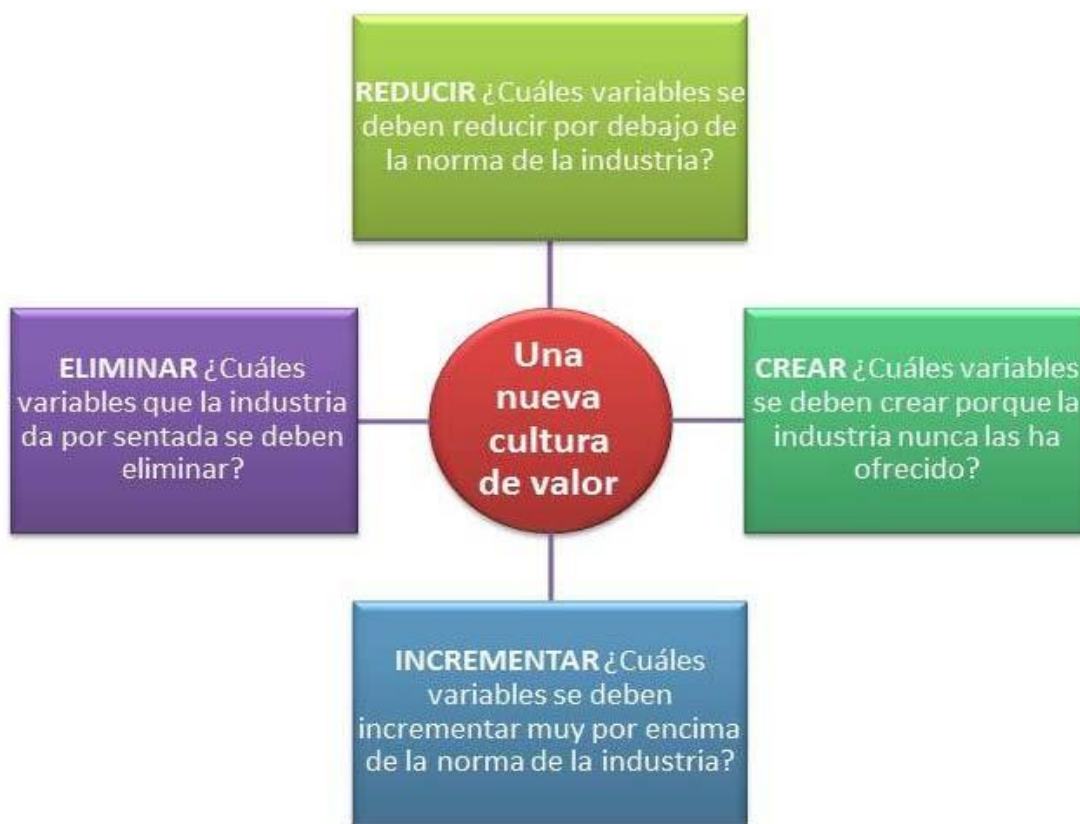 REDUCIR ¿Cuáles variables se
deben reducir por debajo de
la norma de la industria?
ELIMINAR ¿Cuáles
variables que la industria
da por sentada se deben
eliminar?
Una
nueva
cultura
de valor
CREAR ¿Cuáles variables
se deben crear porque la
industria nunca las ha
ofrecido?
INCREMENTAR ¿Cuáles
variables se deben
incrementar muy por encima
de la norma de la industria?